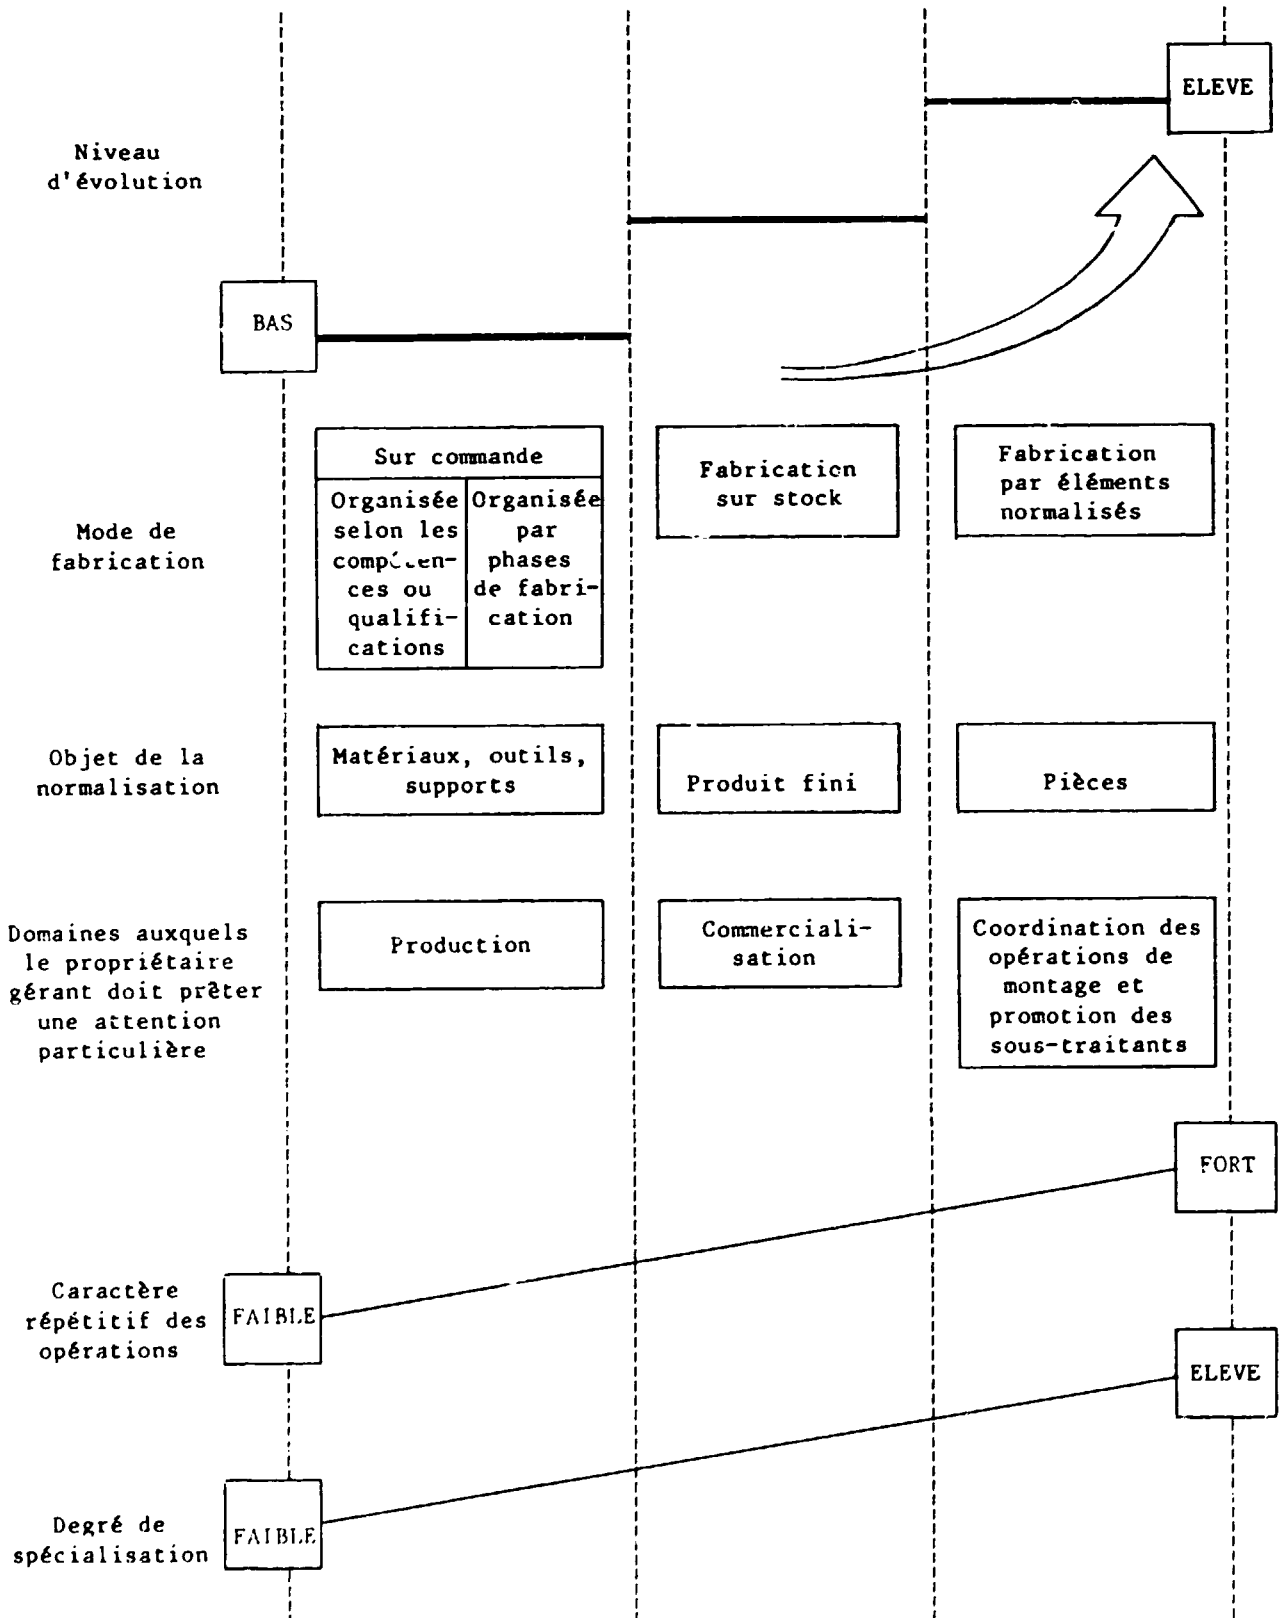 ELEVE
Niveau
d'évolution
BAS
Mode de
fabrication
Sur commande
Organisée
selon les
ces ou
qualifi-
cations
Organisée
par
phases
de fabri-
cation
Fabrication
sur stock
Fabrication
par éléments
normalisés
Objet de la
normalisation
Matériaux, outils,
supports
Produit fini
Pièces
Domaines auxquels
le propriétaire
gérant doit prêter
une attention
particulière
Production
Commerciali-
sation
Coordination des
opérations de
montage et
promotion des
sous-traitants
FORT
Caractère
répétitif des
opérations
FAIBLE
ELEVE
Degré de
spécialisation
FAIBLE